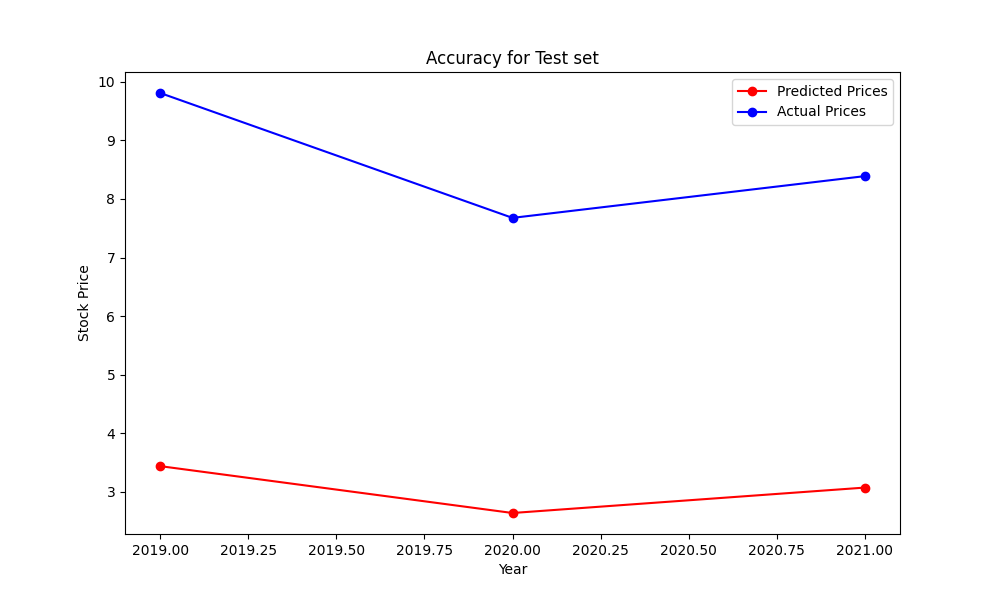 Accuracy for Test set
Predicted Prices
Actual Prices
10
9
8
7
6
5
4
3
Stock Price
2019.00 2019.25 2019.50 2019.75 2020.00 2020.25 2020.50 2020.75 2021.00
Year